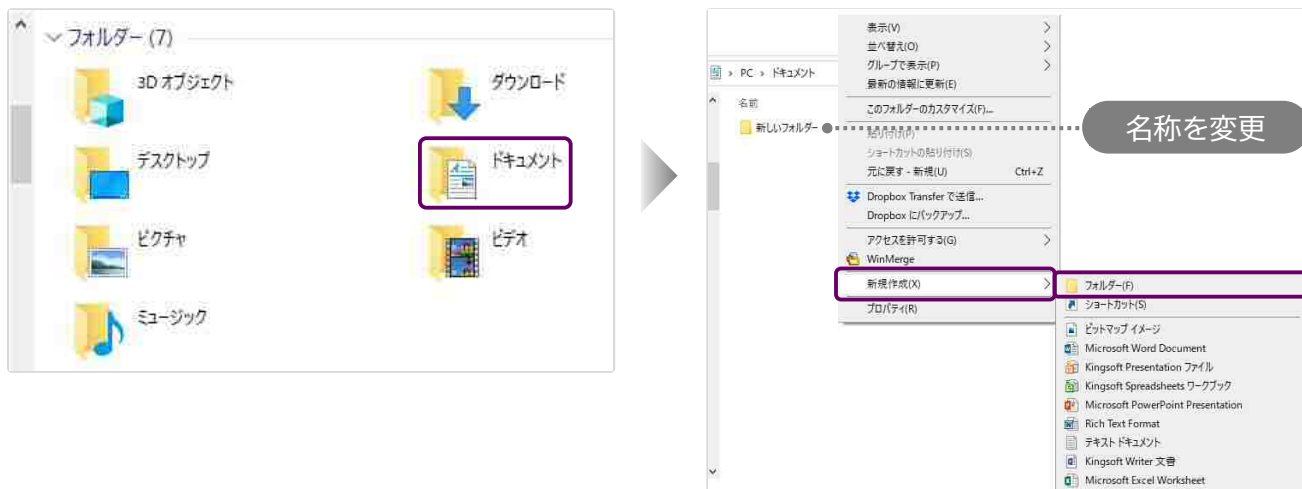 フォルダー (7)
3D オブジェクト
ダウンロード
デスクトップ
ドキュメント
ピクチャ
ビデオ
ミュージック
表示(V)
並べ替え(O)
グループで表示(P)
最新の情報に更新(E)
このフォルダーのカスタマイズ(F)...
貼り付け(P)
ショートカットの貼り付け(S)
元に戻す - 新規(U) Ctrl+Z
Dropbox Transfer で送信...
Dropbox にバックアップ...
アクセスを許可する(G)
WinMerge
新規作成(X)
プロパティ(R)
PC › ドキュメント
名前
新しいフォルダー
名称を変更
フォルダー(F)
ショートカット(S)
ビットマップ イメージ
Microsoft Word Document
Kingsoft Presentation ファイル
Kingsoft Spreadsheets ワークブック
Microsoft PowerPoint Presentation
Rich Text Format
テキスト ドキュメント
Kingsoft Writer 文書
Microsoft Excel Worksheet